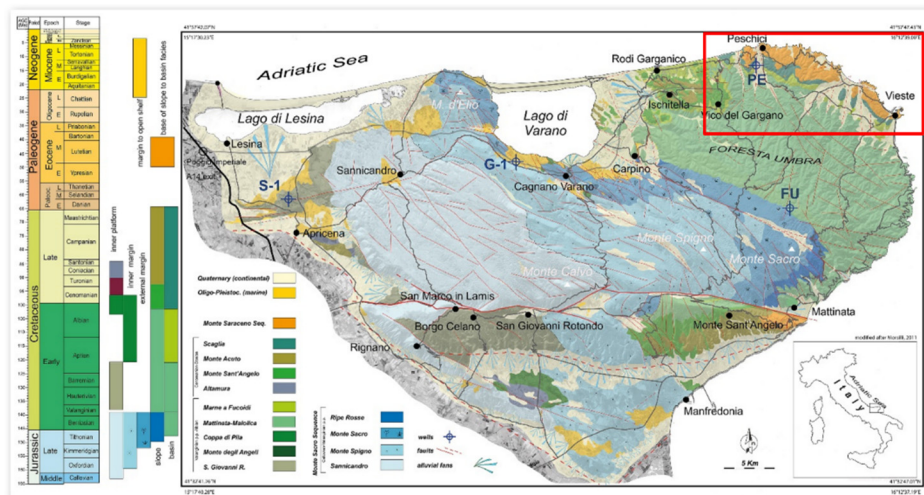 AGE
Period
Epoch
Stage
Neogene
Paleogene
Cretaceous
Jurassic
Miocene
Oligocene
Eocene
Late
Early
Late
Middle
Messinian
Tortonian
Serravallian
Langhian
Burdigalian
Aquitanian
Chattian
Rupelian
Priabonian
Bartonian
Lutetian
Ypresian
Thanetian
Selandian
Danian
Maastrichtian
Campanian
Santonian
Coniacian
Turonian
Cenomanian
Albian
Aptian
Barremian
Hauterivian
Valanginian
Berriasian
Tithonian
Kimmeridgian
Oxfordian
Callovian
margin to open shelf
base of slope to basin facies
inner platform
inner margin
external margin
slope
basin
Adriatic Sea
Lago di Lesina
Lesina
Poggio Imperiale
A14 exit
S-1
Sannicandro
Apricena
M. d'Elio
Lago di
Varano
G-1
Cagnano Varano
Carpino
Rodi Garganico
Ischitella
Vico del Gargano
Peschici
PE
Vieste
FORESTA UMBRA
FU
Monte Spigno
Monte Calvo
Monte Sacro
San Marco in Lamis
Borgo Celano
San Giovanni Rotondo
Rignano
Monte Sant'Angelo
Mattinata
Manfredonia
Quaternary (continental)
Oligo-Pleistoc. (marine)
Monte Saraceno Seq.
Scaglia
Monte Acuto
Monte Sant'Angelo
Altamura
Marne a Fucoidi
Mattinata-Maiolica
Coppa di Pila
Monte degli Angeli
S. Giovanni R.
Monte Sacro Sequence
Ripe Rosse
Monte Sacro
Monte Spigno
Sannicandro
wells
faults
alluvial fans
5 Km
modified after Morsilli, 2011
Adriatic Sea
Italy